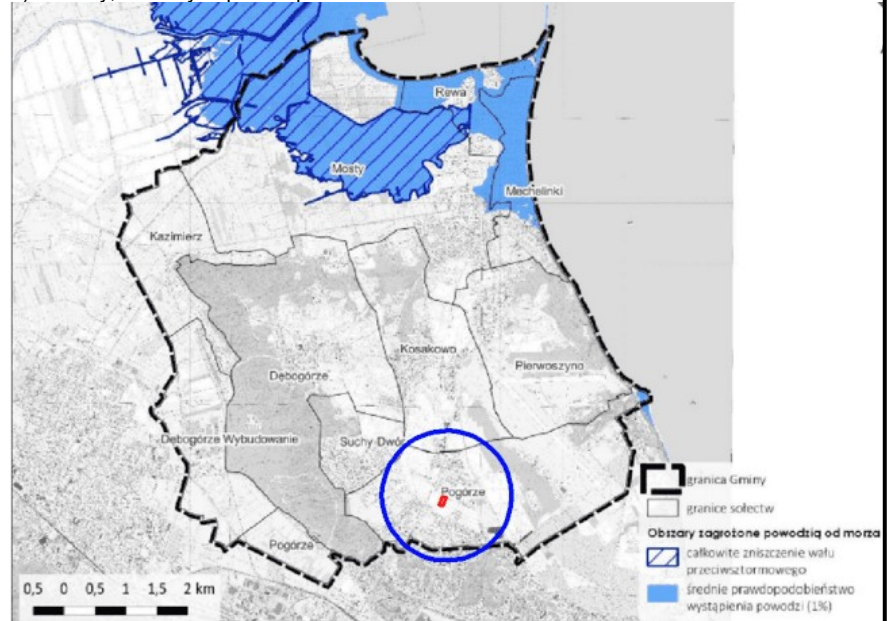 Rewa
Mosty
Mechelinki
Kazimierz
Kosakowo
Pierwoszyno
Dębogórze
Dębogórze Wybudowanie
Suchy Dwór
Pogórze
Pogórze
granica Gminy
granice sołectw
Obszary zagrożone powodzią od morza
całkowite zniszczenie wału
przeciwsztormowego
średnie prawdopodobieństwo
wystąpienia powodzi (1%)
0,5 0 0,5 1 1,5 2 km